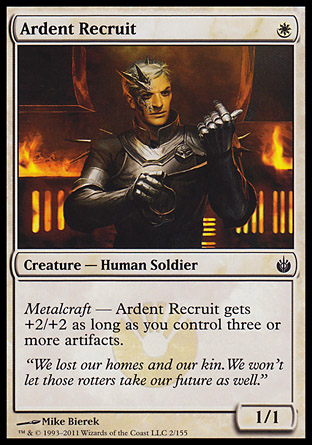 Ardent Recruit
Creature — Human Soldier
Metalcraft — Ardent Recruit gets
+2/+2 as long as you control three or
more artifacts.
“We lost our homes and our kin. We won’t
let those rotters take our future as well.”
Mike Bierek
™ & © 1993–2011 Wizards of the Coast LLC 2/155
1/1